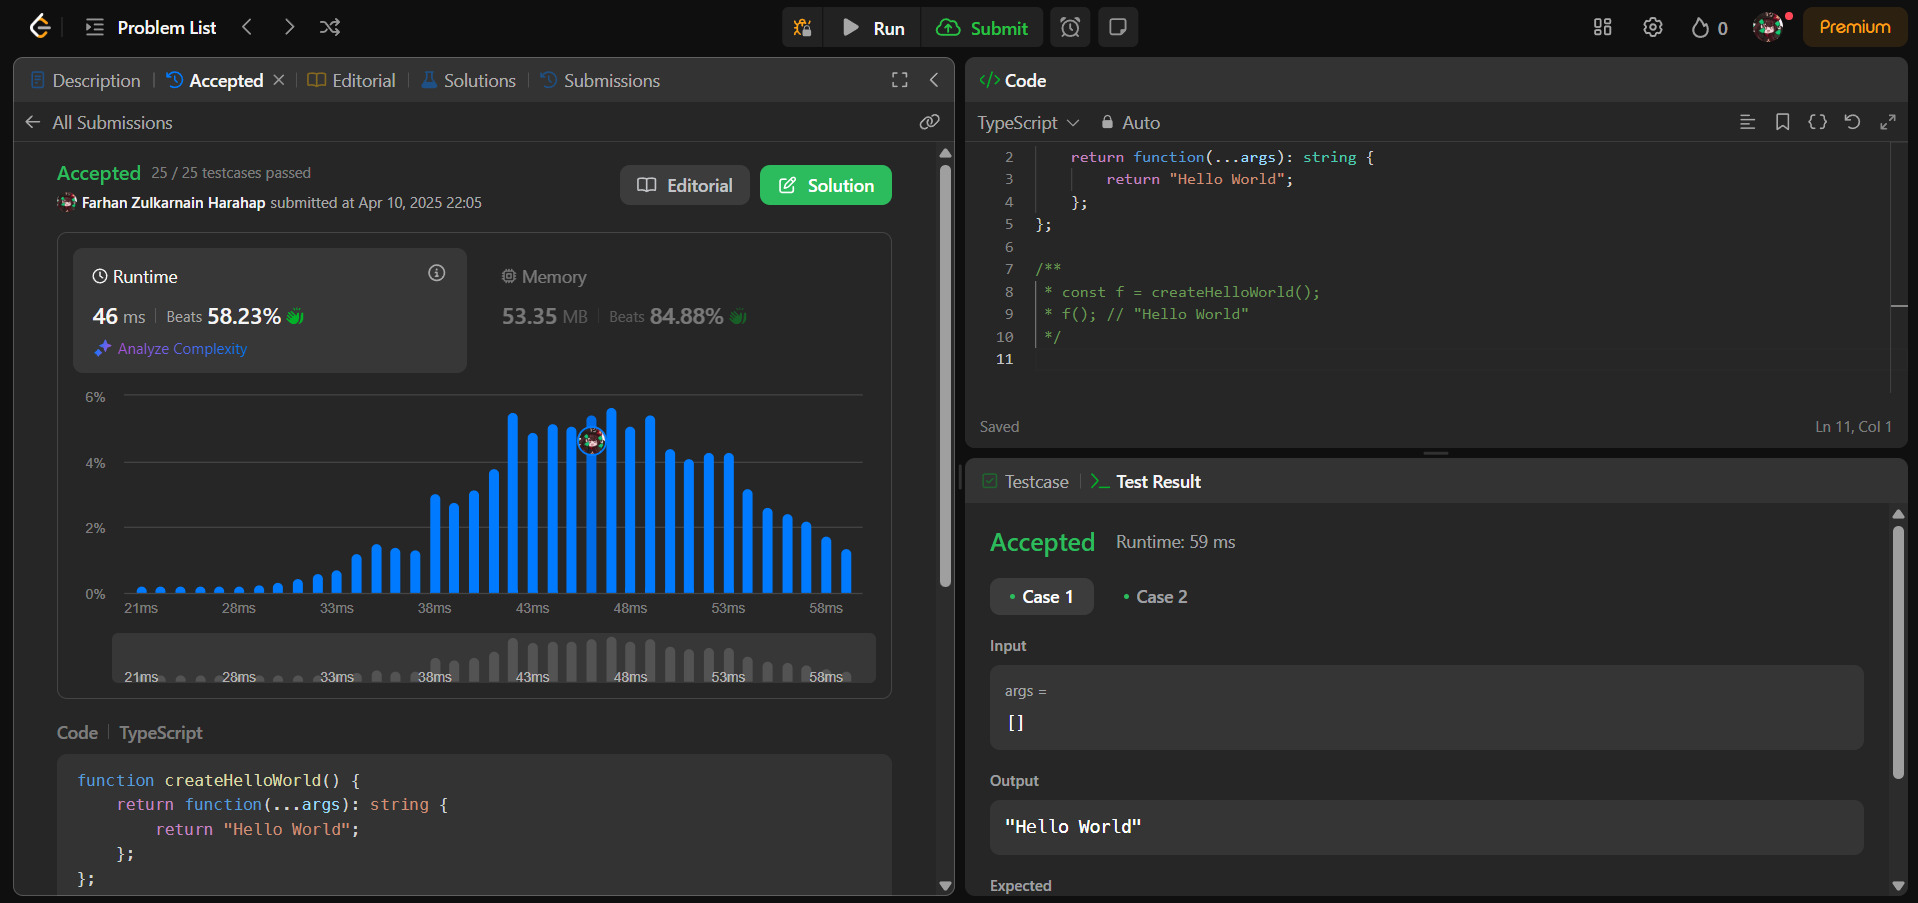 Problem List
Run
Submit
0
Premium
Description
Accepted
Editorial
Solutions
Submissions
All Submissions
Accepted 25 / 25 testcases passed
Farhan Zulkarnain Harahap submitted at Apr 10, 2025 22:05
Editorial
Solution
Runtime
46 ms Beats 58.23%
Analyze Complexity
Memory
53.35 MB Beats 84.88%
6%
4%
2%
0%
21ms 28ms 33ms 38ms 43ms 48ms 53ms 58ms
21ms 28ms 33ms 38ms 43ms 48ms 53ms 58ms
Code TypeScript
function createHelloWorld() {
    return function(...args): string {
        return "Hello World";
    };
};
</> Code
TypeScript Auto
2     return function(...args): string {
3         return "Hello World";
4     };
5 };
6
7 /**
8  * const f = createHelloWorld();
9  * f(); // "Hello World"
10  */
11
Saved
Ln 11, Col 1
Testcase
>_ Test Result
Accepted Runtime: 59 ms
• Case 1 • Case 2
Input
args =
[]
Output
"Hello World"
Expected